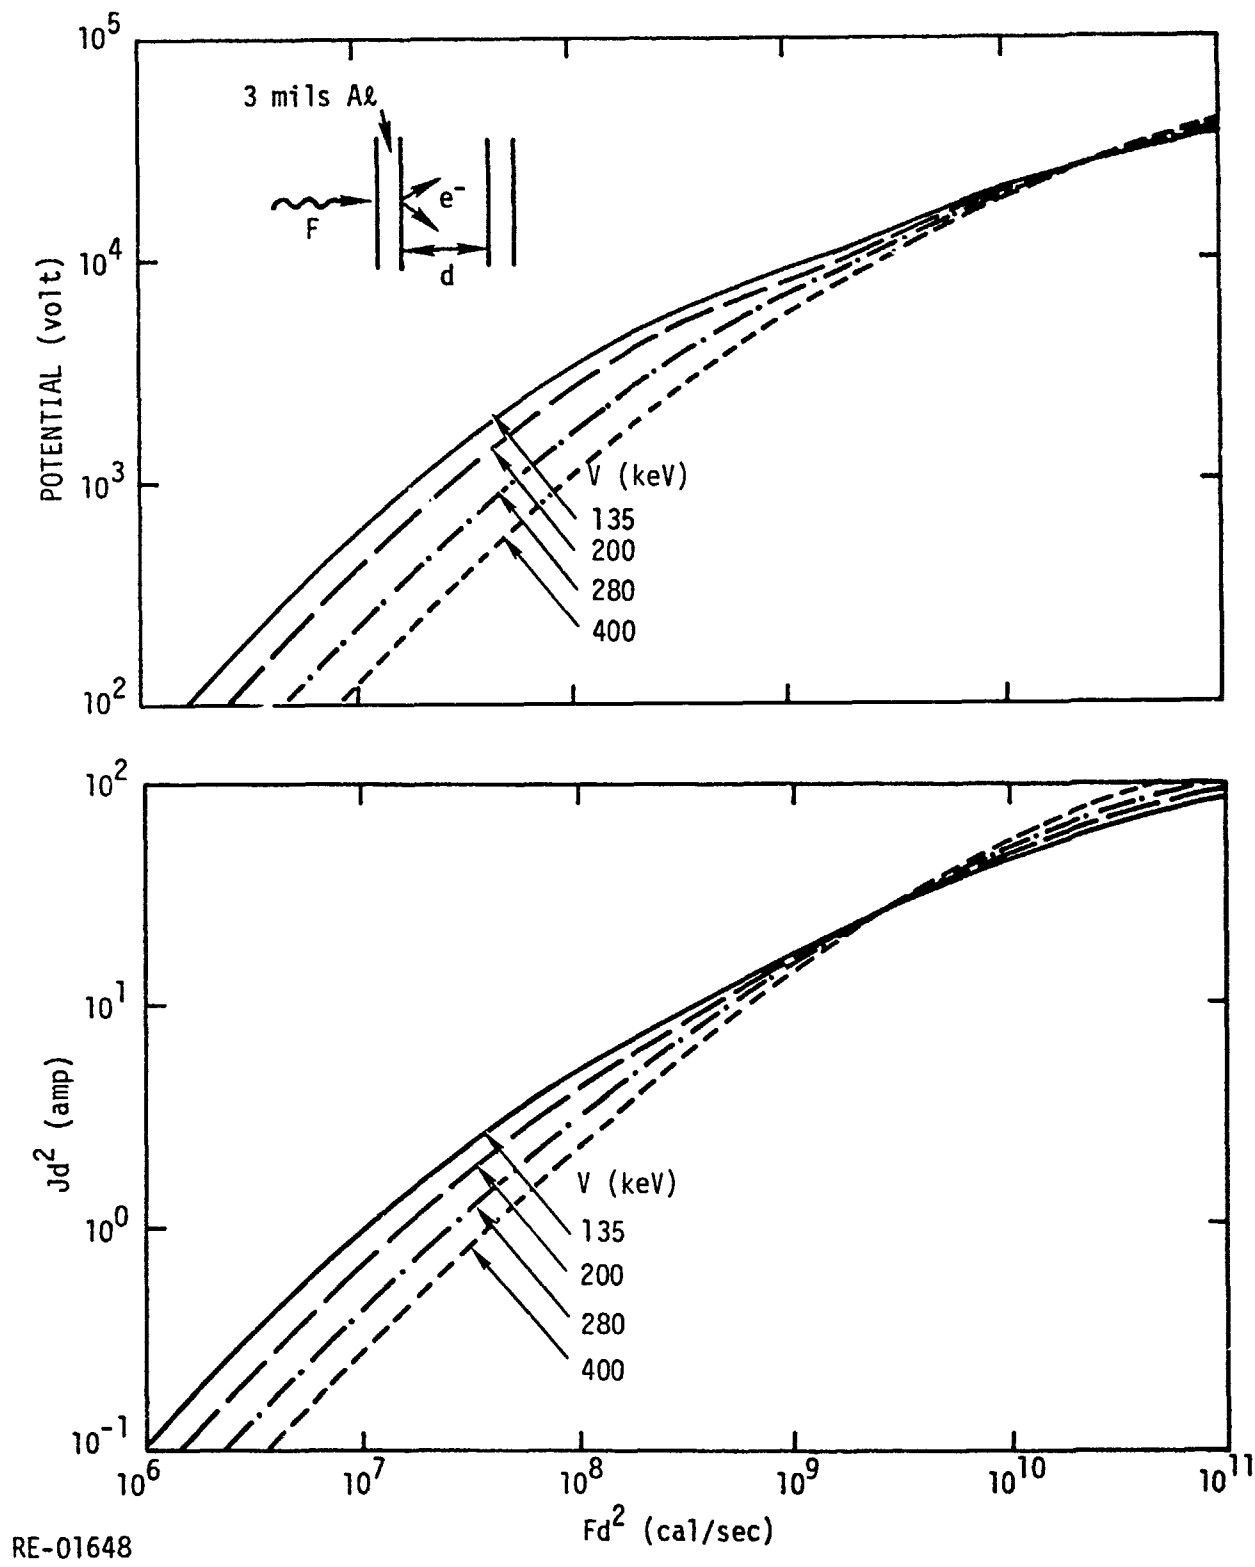 10^5
3 mils Aℓ
e^-
F
d
10^4
POTENTIAL (volt)
10^3
V (keV)
135
200
280
400
10^2
10^2
10^1
Jd^2 (amp)
V (keV)
10^0
135
200
280
400
10^-1
10^6 10^7 10^8 10^9 10^10 10^11
Fd^2 (cal/sec)
RE-01648